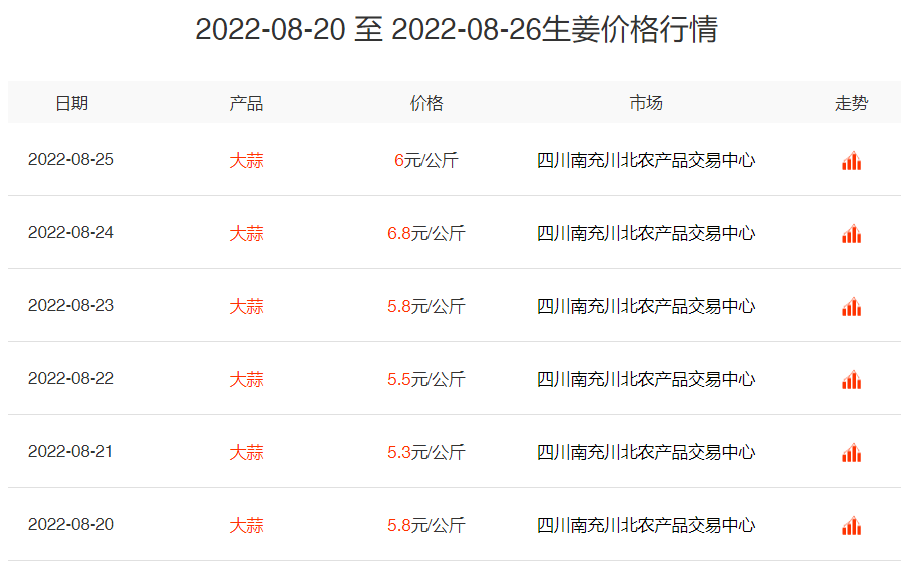 2022-08-20 至 2022-08-26生姜价格行情
日期 产品 价格 市场 走势
2022-08-25 大蒜 6元/公斤 四川南充川北农产品交易中心
2022-08-24 大蒜 6.8元/公斤 四川南充川北农产品交易中心
2022-08-23 大蒜 5.8元/公斤 四川南充川北农产品交易中心
2022-08-22 大蒜 5.5元/公斤 四川南充川北农产品交易中心
2022-08-21 大蒜 5.3元/公斤 四川南充川北农产品交易中心
2022-08-20 大蒜 5.8元/公斤 四川南充川北农产品交易中心